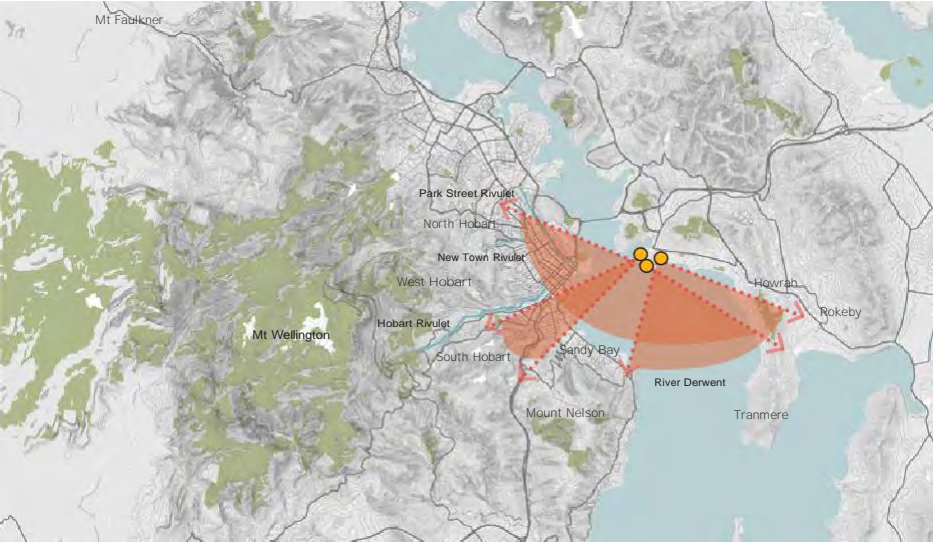 Mt Faulkner
Park Street Rivulet
North Hobart
New Town Rivulet
West Hobart
Howrah
Rokeby
Hobart Rivulet
Mt Wellington
South Hobart
Sandy Bay
River Derwent
Mount Nelson
Tranmere